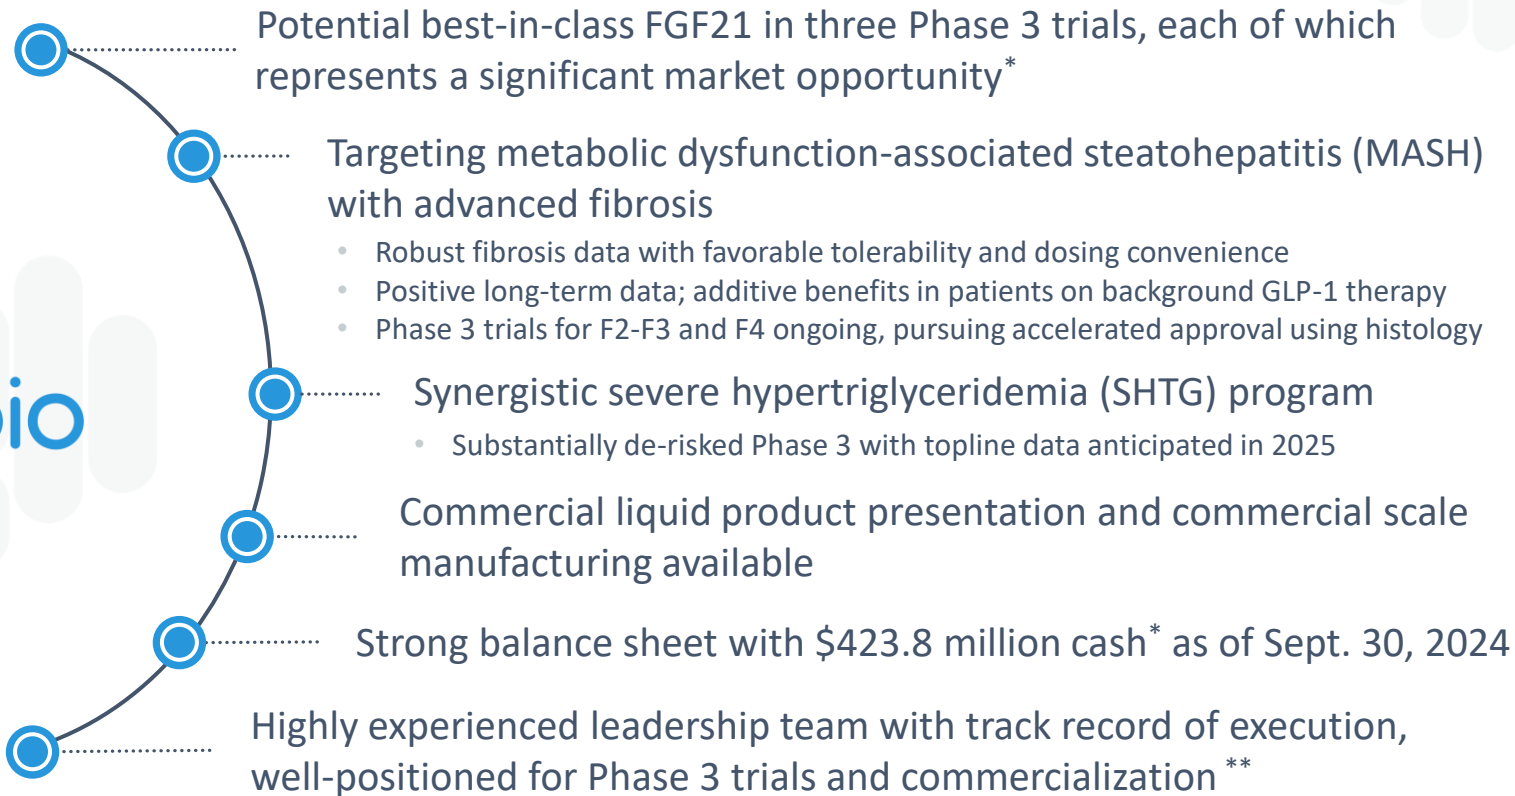 Potential best-in-class FGF21 in three Phase 3 trials, each of which
represents a significant market opportunity*
Targeting metabolic dysfunction-associated steatohepatitis (MASH)
with advanced fibrosis
• Robust fibrosis data with favorable tolerability and dosing convenience
• Positive long-term data; additive benefits in patients on background GLP-1 therapy
• Phase 3 trials for F2-F3 and F4 ongoing, pursuing accelerated approval using histology
Synergistic severe hypertriglyceridemia (SHTG) program
• Substantially de-risked Phase 3 with topline data anticipated in 2025
Commercial liquid product presentation and commercial scale
manufacturing available
Strong balance sheet with $423.8 million cash* as of Sept. 30, 2024
Highly experienced leadership team with track record of execution,
well-positioned for Phase 3 trials and commercialization **